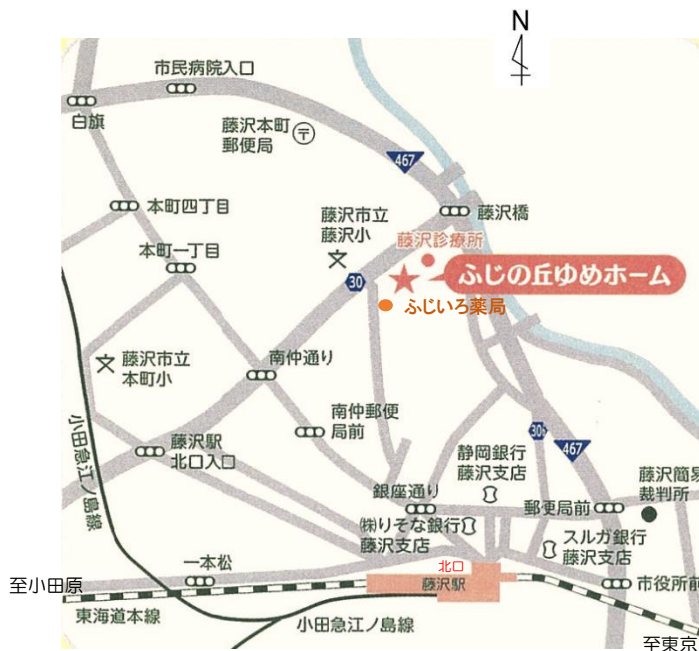 N
市民病院入口
白旗
藤沢本町
郵便局
〒
467
本町四丁目
藤沢市立
藤沢小
藤沢橋
本町一丁目
藤沢診療所
ふじの丘ゆめホーム
30
ふじいろ薬局
藤沢市立
本町小
南仲通り
小田急江ノ島線
南仲郵便
局前
藤沢駅
北口入口
静岡銀行
藤沢支店
30
467
藤沢簡易
裁判所
銀座通り
郵便局前
㈱りそな銀行
藤沢支店
スルガ銀行
藤沢支店
一本松
北口
藤沢駅
市役所前
至小田原
東海道本線
小田急江ノ島線
至東京